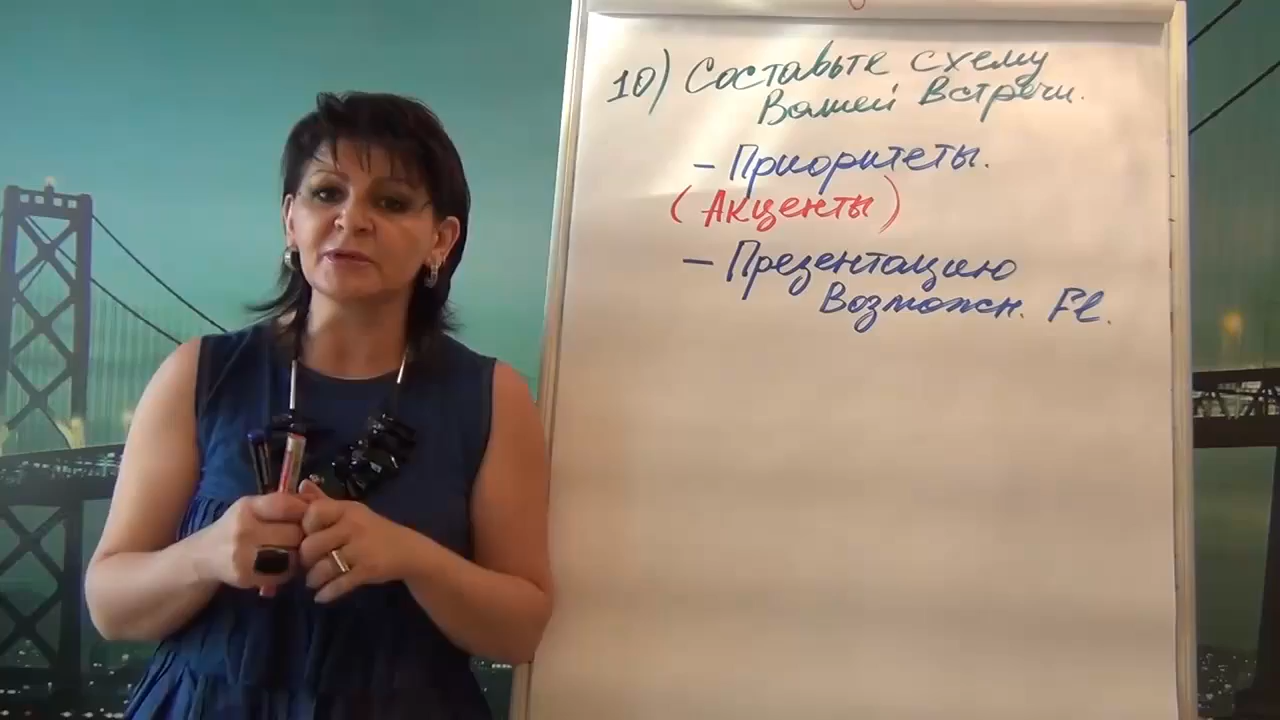 10) Составьте схему
Вашей встречи.
- Приоритеты.
(Акценты)
- Презентацию
Возможн. Fl.